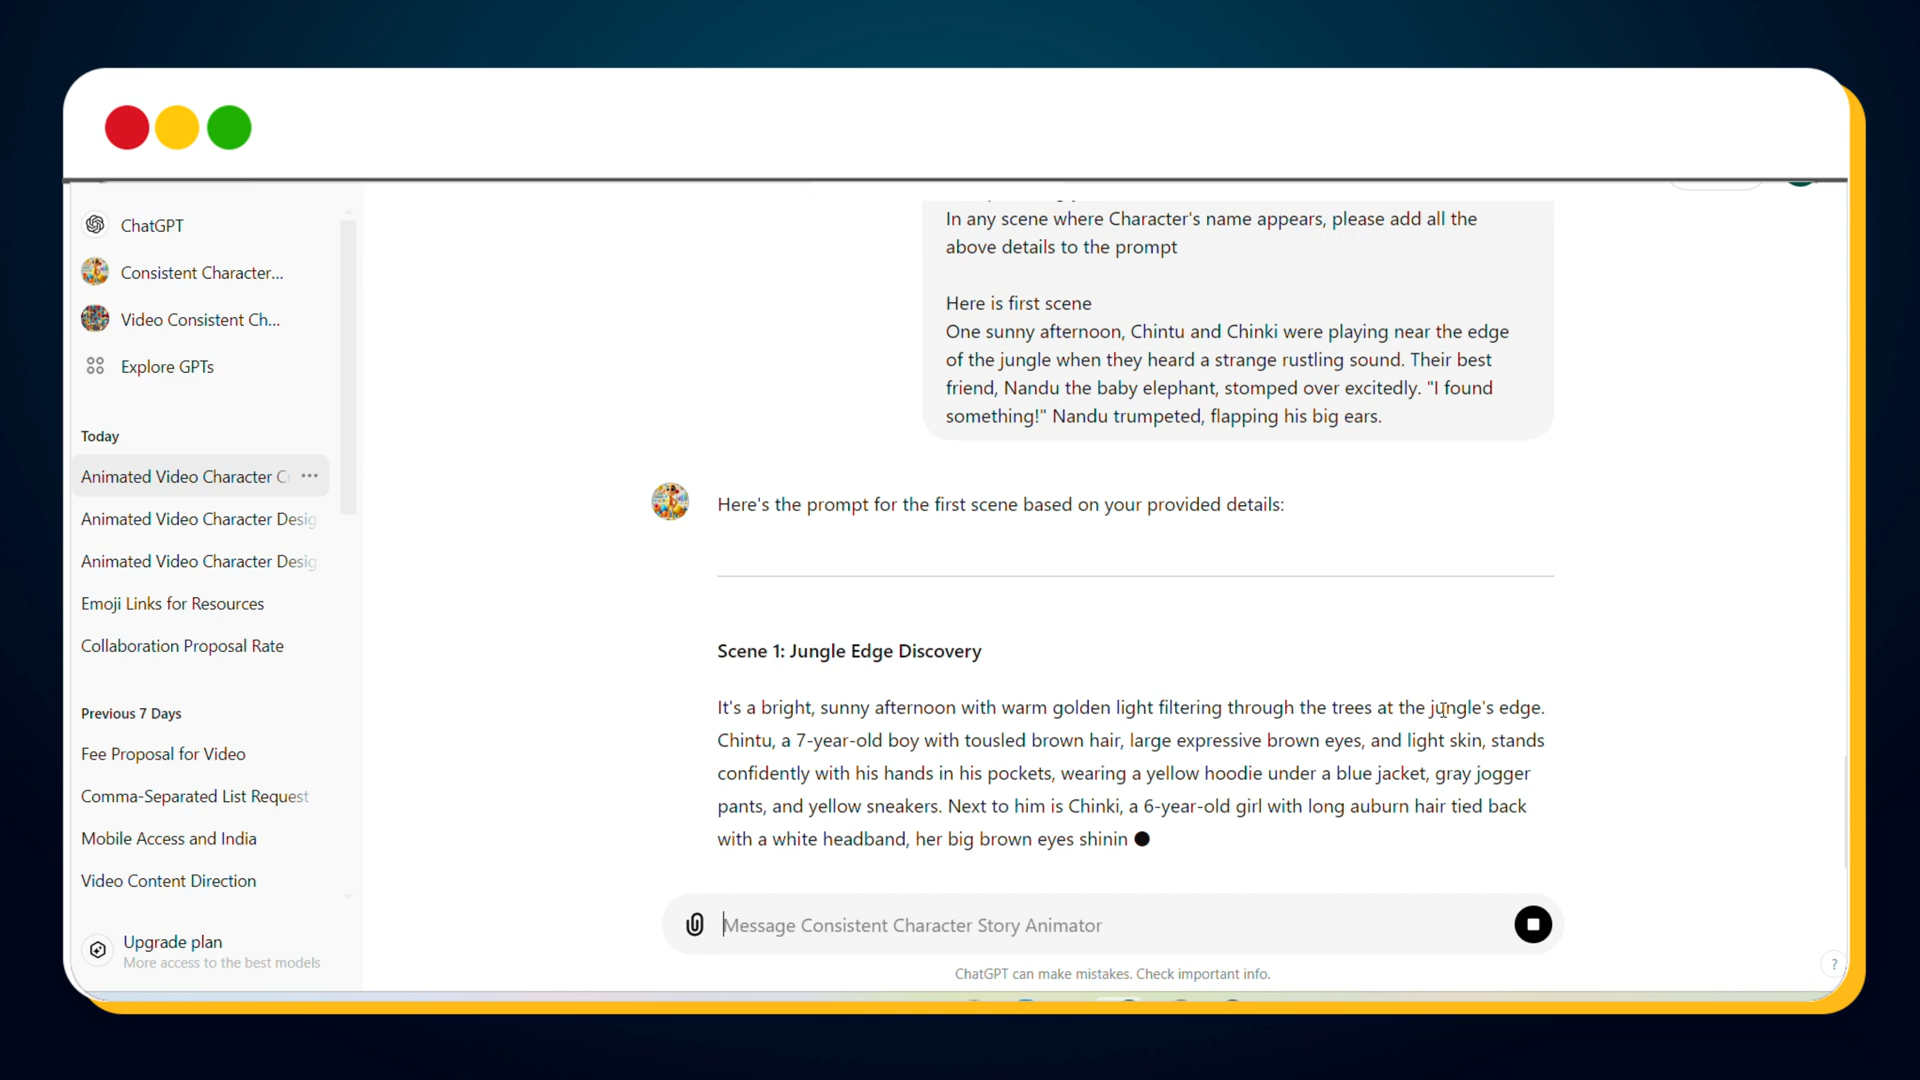 ChatGPT
Consistent Character...
Video Consistent Ch...
Explore GPTs
Today
Animated Video Character C
Animated Video Character Desig
Animated Video Character Desig
Emoji Links for Resources
Collaboration Proposal Rate
Previous 7 Days
Fee Proposal for Video
Comma-Separated List Request
Mobile Access and India
Video Content Direction
Upgrade plan
More access to the best models
In any scene where Character's name appears, please add all the
above details to the prompt
Here is first scene
One sunny afternoon, Chintu and Chinki were playing near the edge
of the jungle when they heard a strange rustling sound. Their best
friend, Nandu the baby elephant, stomped over excitedly. "I found
something!" Nandu trumpeted, flapping his big ears.
Here's the prompt for the first scene based on your provided details:
Scene 1: Jungle Edge Discovery
It's a bright, sunny afternoon with warm golden light filtering through the trees at the jungle's edge.
Chintu, a 7-year-old boy with tousled brown hair, large expressive brown eyes, and light skin, stands
confidently with his hands in his pockets, wearing a yellow hoodie under a blue jacket, gray jogger
pants, and yellow sneakers. Next to him is Chinki, a 6-year-old girl with long auburn hair tied back
with a white headband, her big brown eyes shinin
Message Consistent Character Story Animator
ChatGPT can make mistakes. Check important info.
?